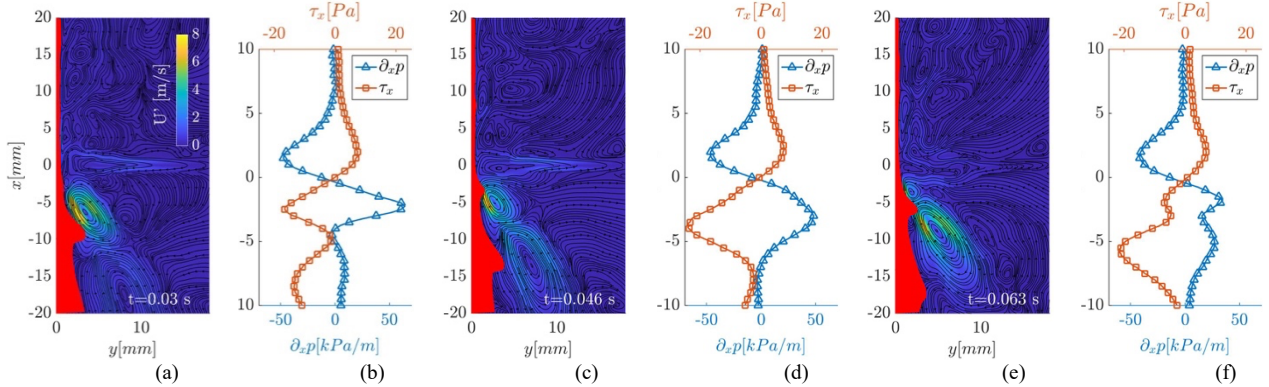 20
15
10
5
0
-5
-10
-15
-20
x[mm]
0
10
y[mm]
8
6
4
2
0
U' [m/s]
t=0.03 s
(a)
τₓ[Pa]
-20
0
20
10
5
0
-5
-10
∂ₓp
τₓ
-50
0
50
∂ₓp[kPa/m]
(b)
20
15
10
5
0
-5
-10
-15
-20
0
10
y[mm]
t=0.046 s
(c)
τₓ[Pa]
-20
0
20
10
5
0
-5
-10
∂ₓp
τₓ
-50
0
50
∂ₓp[kPa/m]
(d)
20
15
10
5
0
-5
-10
-15
-20
0
10
y[mm]
t=0.063 s
(e)
τₓ[Pa]
-20
0
20
10
5
0
-5
-10
∂ₓp
τₓ
-50
0
50
∂ₓp[kPa/m]
(f)